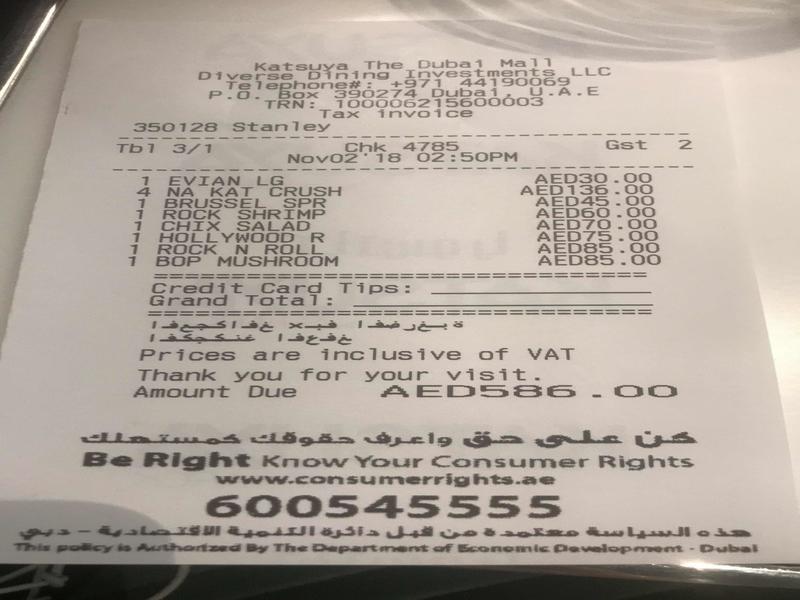 Katsuya The Dubai Mall
Diverse Dining Investments LLC
Telephone#: +971 44190069
P.O. Box 390274 Dubai, U.A.E
TRN: 100006215600003
Tax invoice
350128 Stanley
Tbl 3/1 Chk 4785 Gst 2
Nov02'18 02:50PM
1 EVIAN LG AED30.00
4 NA KAT CRUSH AED136.00
1 BRUSSEL SPR AED45.00
1 ROCK SHRIMP AED60.00
1 CHIX SALAD AED70.00
1 HOLLYWOOD R AED75.00
1 ROCK N ROLL AED85.00
1 BOP MUSHROOM AED85.00
Credit Card Tips:
Grand Total:
Prices are inclusive of VAT
Thank you for your visit.
Amount Due AED586.00
كن على حق واعرف حقوقك كمستهلك
Be Right Know Your Consumer Rights
www.consumerrights.ae
600545555
هذه السياسة معتمدة من قبل دائرة التنمية الاقتصادية - دبي
This policy is Authorized By The Department of Economic Development - Dubai